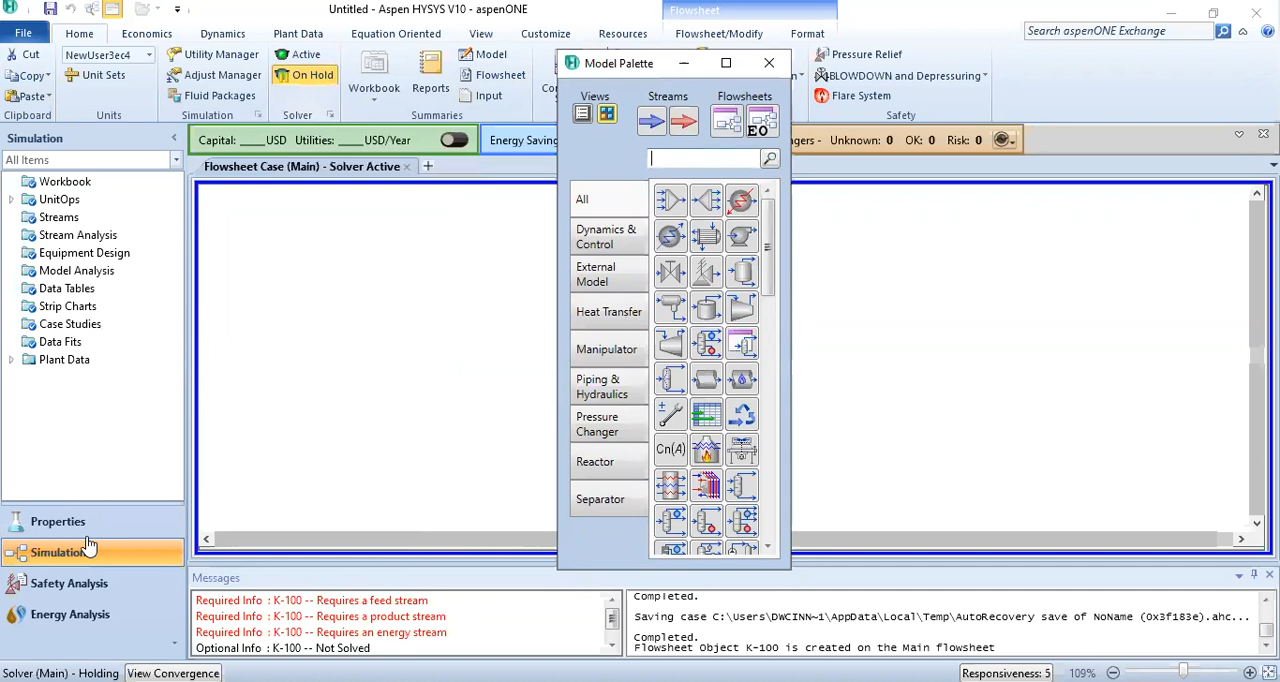 Untitled - Aspen HYSYS V10 - aspenONE
Flowsheet
File
Home
Economics
Dynamics
Plant Data
Equation Oriented
View
Customize
Resources
Flowsheet/Modify
Format
Search aspenONE Exchange
Cut
Copy
Paste
Clipboard
NewUser3ec4
Unit Sets
Units
Utility Manager
Adjust Manager
Fluid Packages
Simulation
Active
On Hold
Solver
Workbook
Reports
Model
Flowsheet
Input
Summaries
Pressure Relief
BLOWDOWN and Depressuring
Flare System
Safety
Simulation
All Items
Workbook
UnitOps
Streams
Stream Analysis
Equipment Design
Model Analysis
Data Tables
Strip Charts
Case Studies
Data Fits
Plant Data
Properties
Simulation
Safety Analysis
Energy Analysis
Capital: ____USD Utilities: ____USD/Year
Energy Saving
Unknown: 0 OK: 0 Risk: 0
Flowsheet Case (Main) - Solver Active
Model Palette
Views
Streams
Flowsheets
EO
All
Dynamics &
Control
External
Model
Heat Transfer
Manipulator
Piping &
Hydraulics
Pressure
Changer
Reactor
Separator
Cn(A)
Messages
Required Info : K-100 -- Requires a feed stream
Required Info : K-100 -- Requires a product stream
Required Info : K-100 -- Requires an energy stream
Optional Info : K-100 -- Not Solved
Completed.
Saving case C:\Users\DWCINN~1\AppData\Local\Temp\AutoRecovery save of NoName (0x3f183e).ahc...
Completed.
Flowsheet Object K-100 is created on the Main flowsheet
Solver (Main) - Holding
View Convergence
Responsiveness: 5
109%